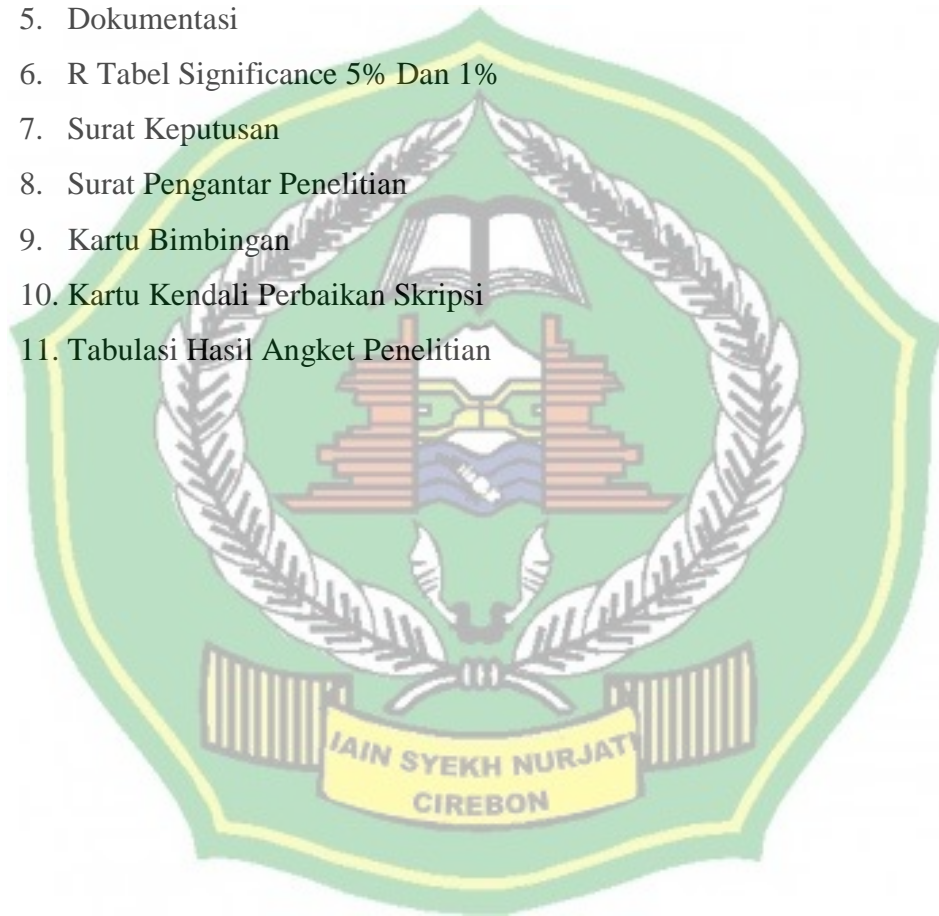 5. Dokumentasi
6. R Tabel Significance 5% Dan 1%
7. Surat Keputusan
8. Surat Pengantar Penelitian
9. Kartu Bimbingan
10. Kartu Kendali Perbaikan Skripsi
11. Tabulasi Hasil Angket Penelitian
IAIN SYEKH NURJATI
CIREBON